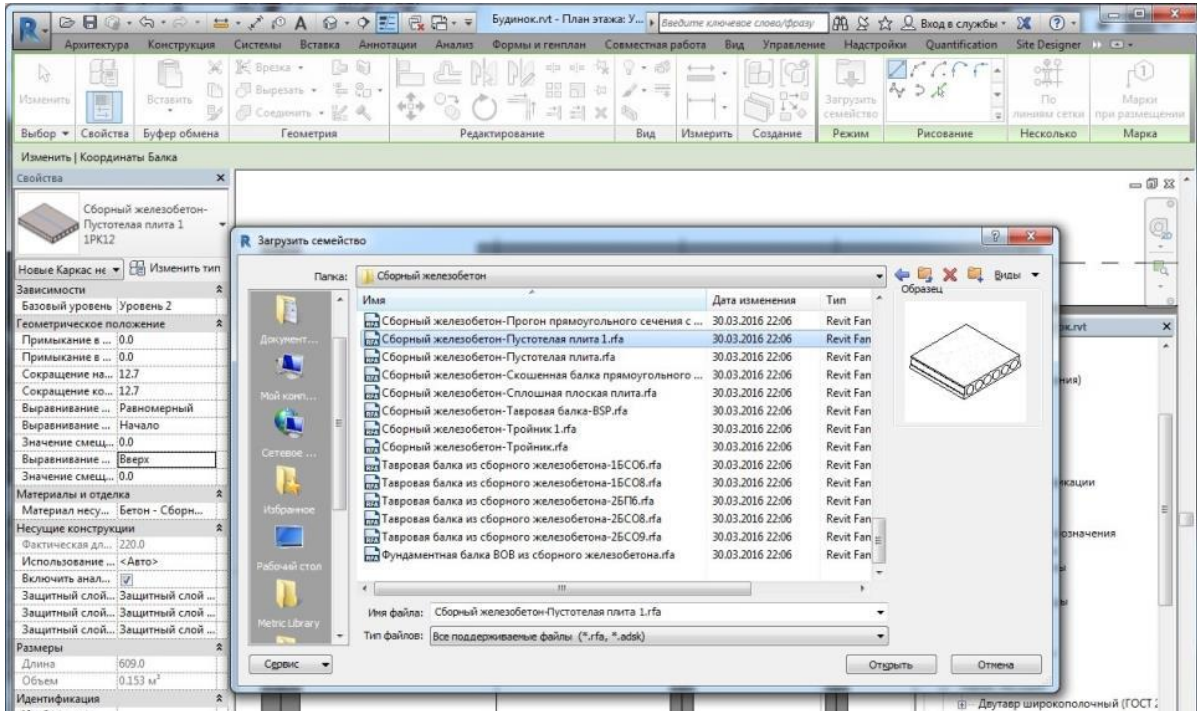 Будинок.rvt - План этажа: У...
Введите ключевое слово/фразу
Вход в службы
Архитектура Конструкция Системы Вставка Аннотации Анализ Формы и генплан Совместная работа Вид Управление Надстройки Quantification Site Designer
Врезка
Вырезать
Соединить
Изменить
Вставить
Загрузить семейство
По линиям сетки
Марки при размещении
Выбор Свойства Буфер обмена Геометрия Редактирование Вид Измерить Создание Режим Рисование Несколько Марка
Изменить | Координаты Балка
Свойства
Сборный железобетон-
Пустотелая плита 1
1РК12
Новые Каркас не Изменить тип
Зависимости
Базовый уровень Уровень 2
Геометрическое положение
Примыкание в ... 0.0
Примыкание в ... 0.0
Сокращение на... 12.7
Сокращение ко... 12.7
Выравнивание ... Равномерный
Выравнивание ... Начало
Значение смещ... 0.0
Выравнивание ... Вверх
Значение смещ... 0.0
Материалы и отделка
Материал несу... Бетон - Сборн...
Несущие конструкции
Фактическая дл... 220.0
Использование ... <Авто>
Включить анал...
Защитный слой... Защитный слой ...
Защитный слой... Защитный слой ...
Защитный слой... Защитный слой ...
Размеры
Длина 609.0
Объем 0.153 м³
Идентификация
Загрузить семейство
Папка: Сборный железобетон
Виды
Имя Дата изменения Тип
Сборный железобетон-Прогон прямоугольного сечения с ... 30.03.2016 22:06 Revit Fan
Сборный железобетон-Пустотелая плита 1.rfa 30.03.2016 22:06 Revit Fan
Сборный железобетон-Пустотелая плита.rfa 30.03.2016 22:06 Revit Fan
Сборный железобетон-Скошенная балка прямоугольного ... 30.03.2016 22:06 Revit Fan
Сборный железобетон-Сплошная плоская плита.rfa 30.03.2016 22:06 Revit Fan
Сборный железобетон-Тавровая балка-BSP.rfa 30.03.2016 22:06 Revit Fan
Сборный железобетон-Тройник 1.rfa 30.03.2016 22:06 Revit Fan
Сборный железобетон-Тройник.rfa 30.03.2016 22:06 Revit Fan
Тавровая балка из сборного железобетона-1БСО6.rfa 30.03.2016 22:06 Revit Fan
Тавровая балка из сборного железобетона-1БСО8.rfa 30.03.2016 22:06 Revit Fan
Тавровая балка из сборного железобетона-2БП6.rfa 30.03.2016 22:06 Revit Fan
Тавровая балка из сборного железобетона-2БСО8.rfa 30.03.2016 22:06 Revit Fan
Тавровая балка из сборного железобетона-2БСО9.rfa 30.03.2016 22:06 Revit Fan
Фундаментная балка ВОВ из сборного железобетона.rfa 30.03.2016 22:06 Revit Fan
Документ...
Мой комп...
Сетевое ...
Избранное
Рабочий стол
Metric Library
Образец
Имя файла: Сборный железобетон-Пустотелая плита 1.rfa
Тип файлов: Все поддерживаемые файлы (*.rfa, *.adsk)
Сервис Открыть Отмена
ок.rvt
ния)
икации
означения
Двутавр широкополочный (ГОСТ